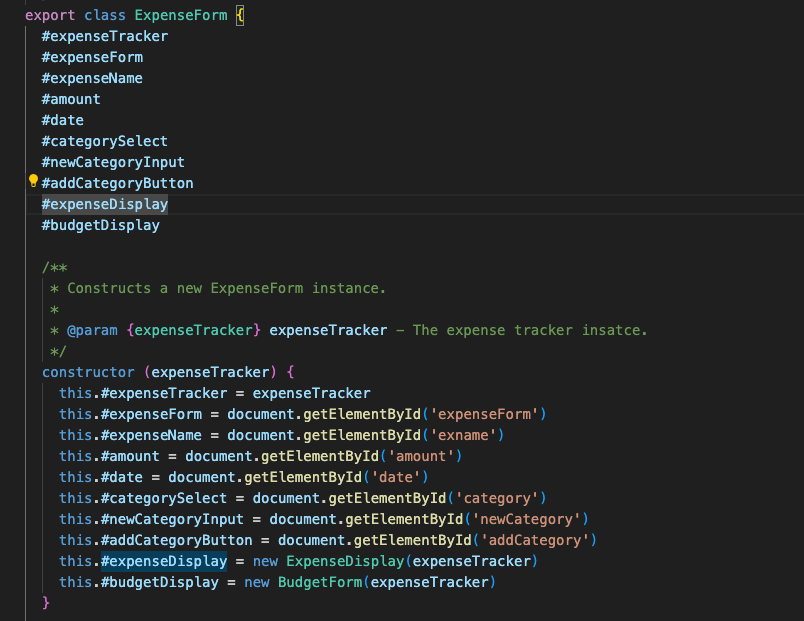 export class ExpenseForm {
#expenseTracker
#expenseForm
#expenseName
#amount
#date
#categorySelect
#newCategoryInput
#addCategoryButton
#expenseDisplay
#budgetDisplay
/**
* Constructs a new ExpenseForm instance.
*
* @param {expenseTracker} expenseTracker – The expense tracker insatce.
*/
constructor (expenseTracker) {
this.#expenseTracker = expenseTracker
this.#expenseForm = document.getElementById('expenseForm')
this.#expenseName = document.getElementById('exname')
this.#amount = document.getElementById('amount')
this.#date = document.getElementById('date')
this.#categorySelect = document.getElementById('category')
this.#newCategoryInput = document.getElementById('newCategory')
this.#addCategoryButton = document.getElementById('addCategory')
this.#expenseDisplay = new ExpenseDisplay(expenseTracker)
this.#budgetDisplay = new BudgetForm(expenseTracker)
}